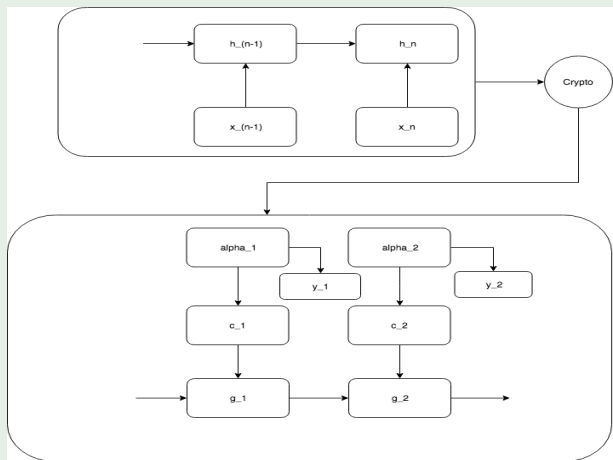 h_(n-1)
h_n
Crypto
x_(n-1)
x_n
alpha_1
alpha_2
y_1
y_2
c_1
c_2
g_1
g_2